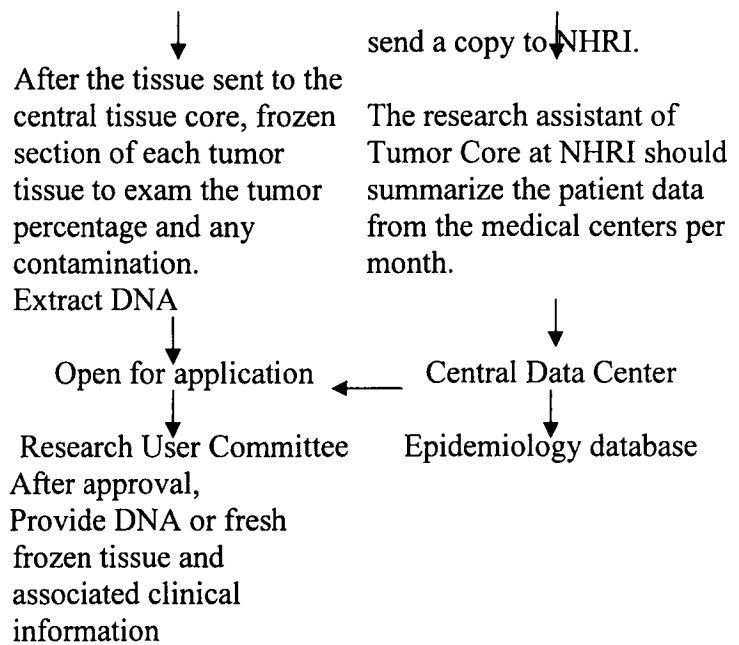 send a copy to NHRI.
After the tissue sent to the
central tissue core, frozen
section of each tumor
tissue to exam the tumor
percentage and any
contamination.
Extract DNA
The research assistant of
Tumor Core at NHRI should
summarize the patient data
from the medical centers per
month.
Open for application
Central Data Center
Research User Committee
After approval,
Provide DNA or fresh
frozen tissue and
associated clinical
information
Epidemiology database